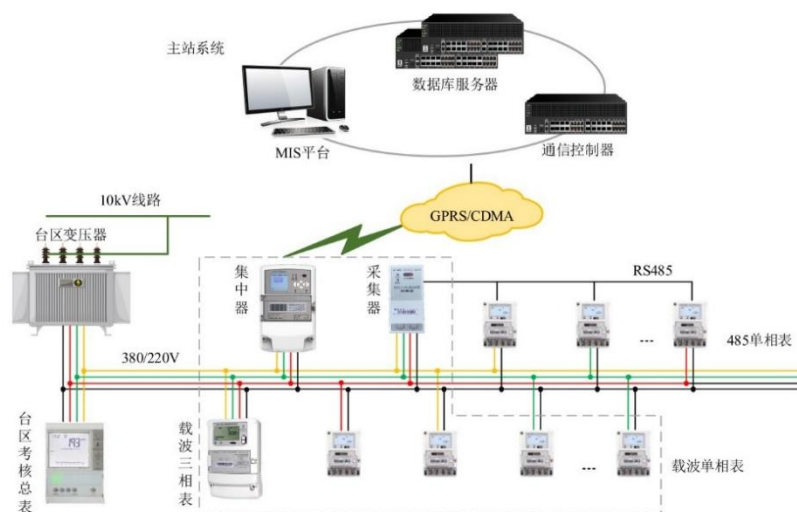 主站系统
数据库服务器
MIS平台
通信控制器
10kV线路
GPRS/CDMA
台区变压器
集中器
采集器
RS485
---
485单相表
380/220V
台区考核总表
载波三相表
---
载波单相表